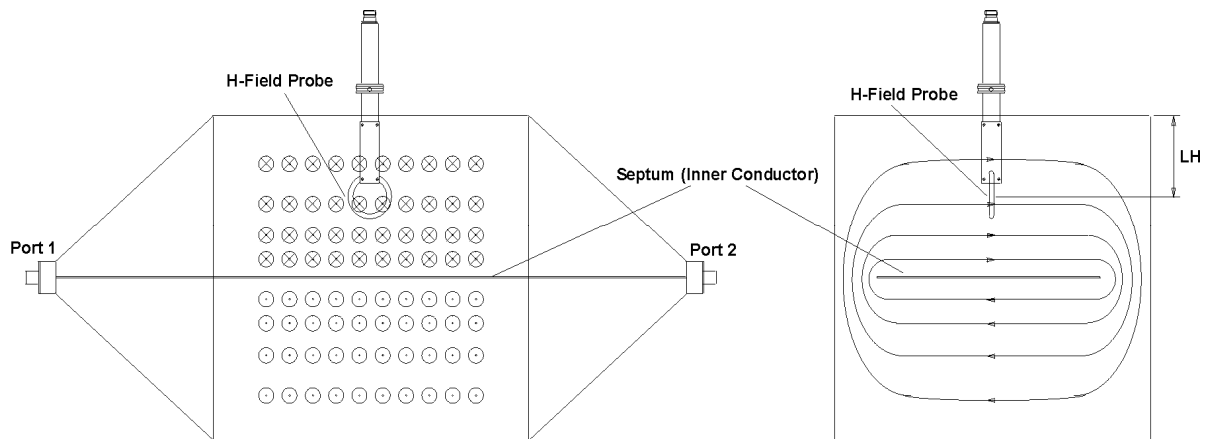 H-Field Probe
H-Field Probe
LH
Septum (Inner Conductor)
Port 1
Port 2